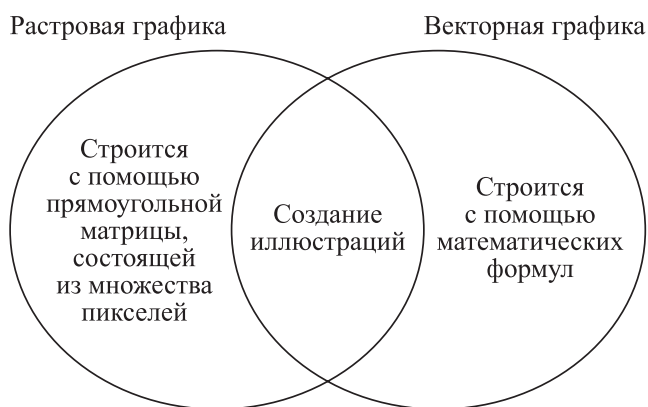 Растровая графика
Векторная графика
Строится
с помощью
прямоугольной
матрицы,
состоящей
из множества
пикселей
Создание
иллюстраций
Строится
с помощью
математических
формул